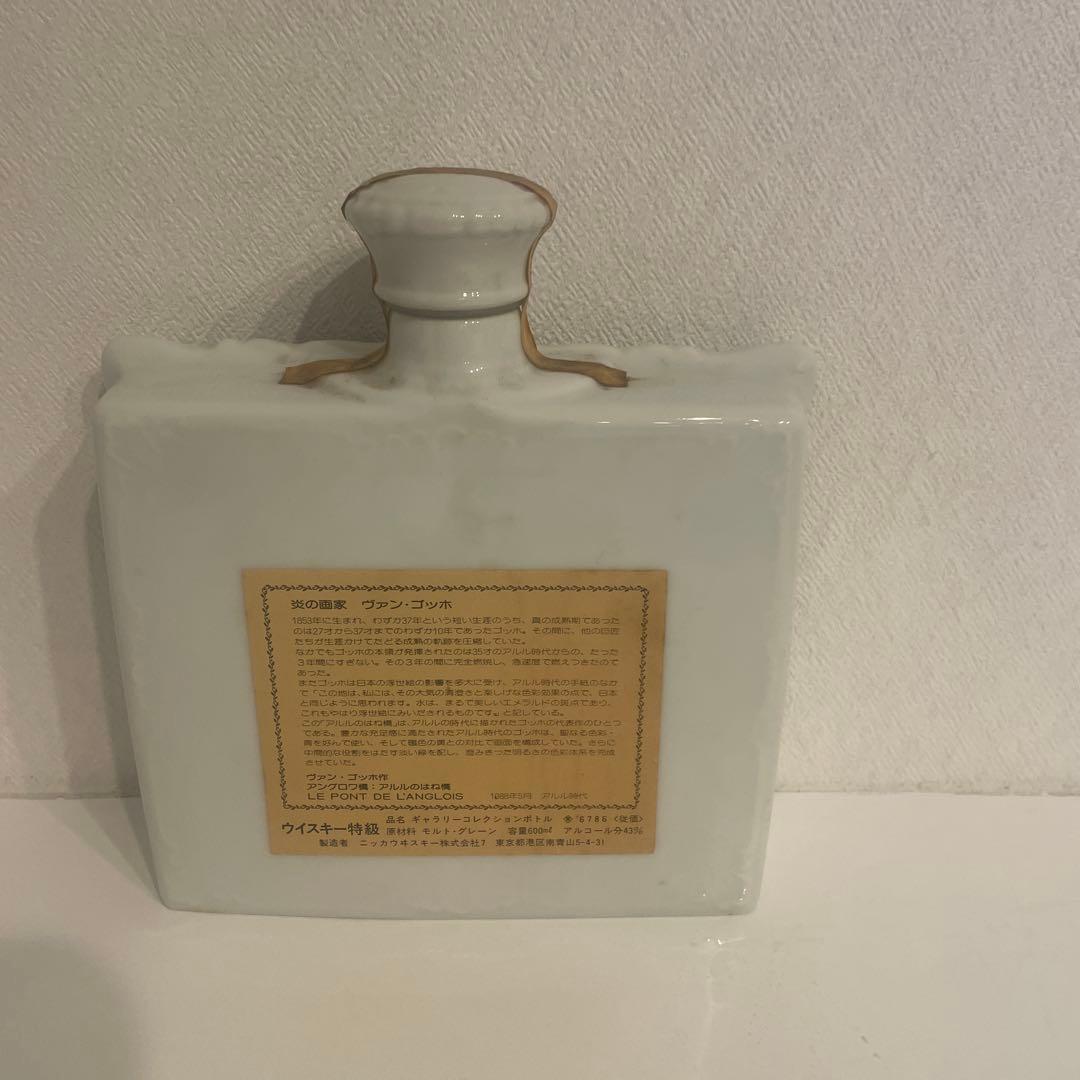 炎の画家 ヴァン・ゴッホ
1853年に生まれ、わずか37年という短い生涯のうち、真の成熟期であった
のは27才から37才までのわずか10年であったゴッホ。その間に、他の巨匠
たちが生涯かけてたどる成熟の軌跡を圧縮していた。
なかでもゴッホの本領が発揮されたのは35才のアルル時代からの、たった
3年間にすぎない。その3年の間に完全燃焼し、急速度で燃えつきたので
あった。
またゴッホは日本の浮世絵の影響を多大に受け、アルル時代の手紙のなか
で「この地は、私には、その大気の清澄さと楽しげな色彩効果の点で、日本
と同じように思われます。水は、まるで美しいエメラルドの斑点であり、
これもやはり浮世絵にみいだされるものです。」と記している。
この「アルルのはね橋」は、アルルの時代に描かれたゴッホの代表作のひとつ
である。豊かな充足感に満たされたアルル時代のゴッホは、聖なる色彩・
青を好んで使い、そして暖色の黄との対比で画面を構成していた。さらに
中間的な役割をはたす淡い緑を配し、澄みきった明るさの色彩体系を完成
させていた。
ヴァン・ゴッホ作
アングロワ橋：アルルのはね橋
LE PONT DE L'ANGLOIS 1888年5月 アルル時代
ウイスキー特級 品名 ギャラリーコレクションボトル 6786 〈従価〉
原材料 モルト・グレーン 容量600ml アルコール分43%
製造者 ニッカウヰスキー株式会社7 東京都港区南青山5-4-31